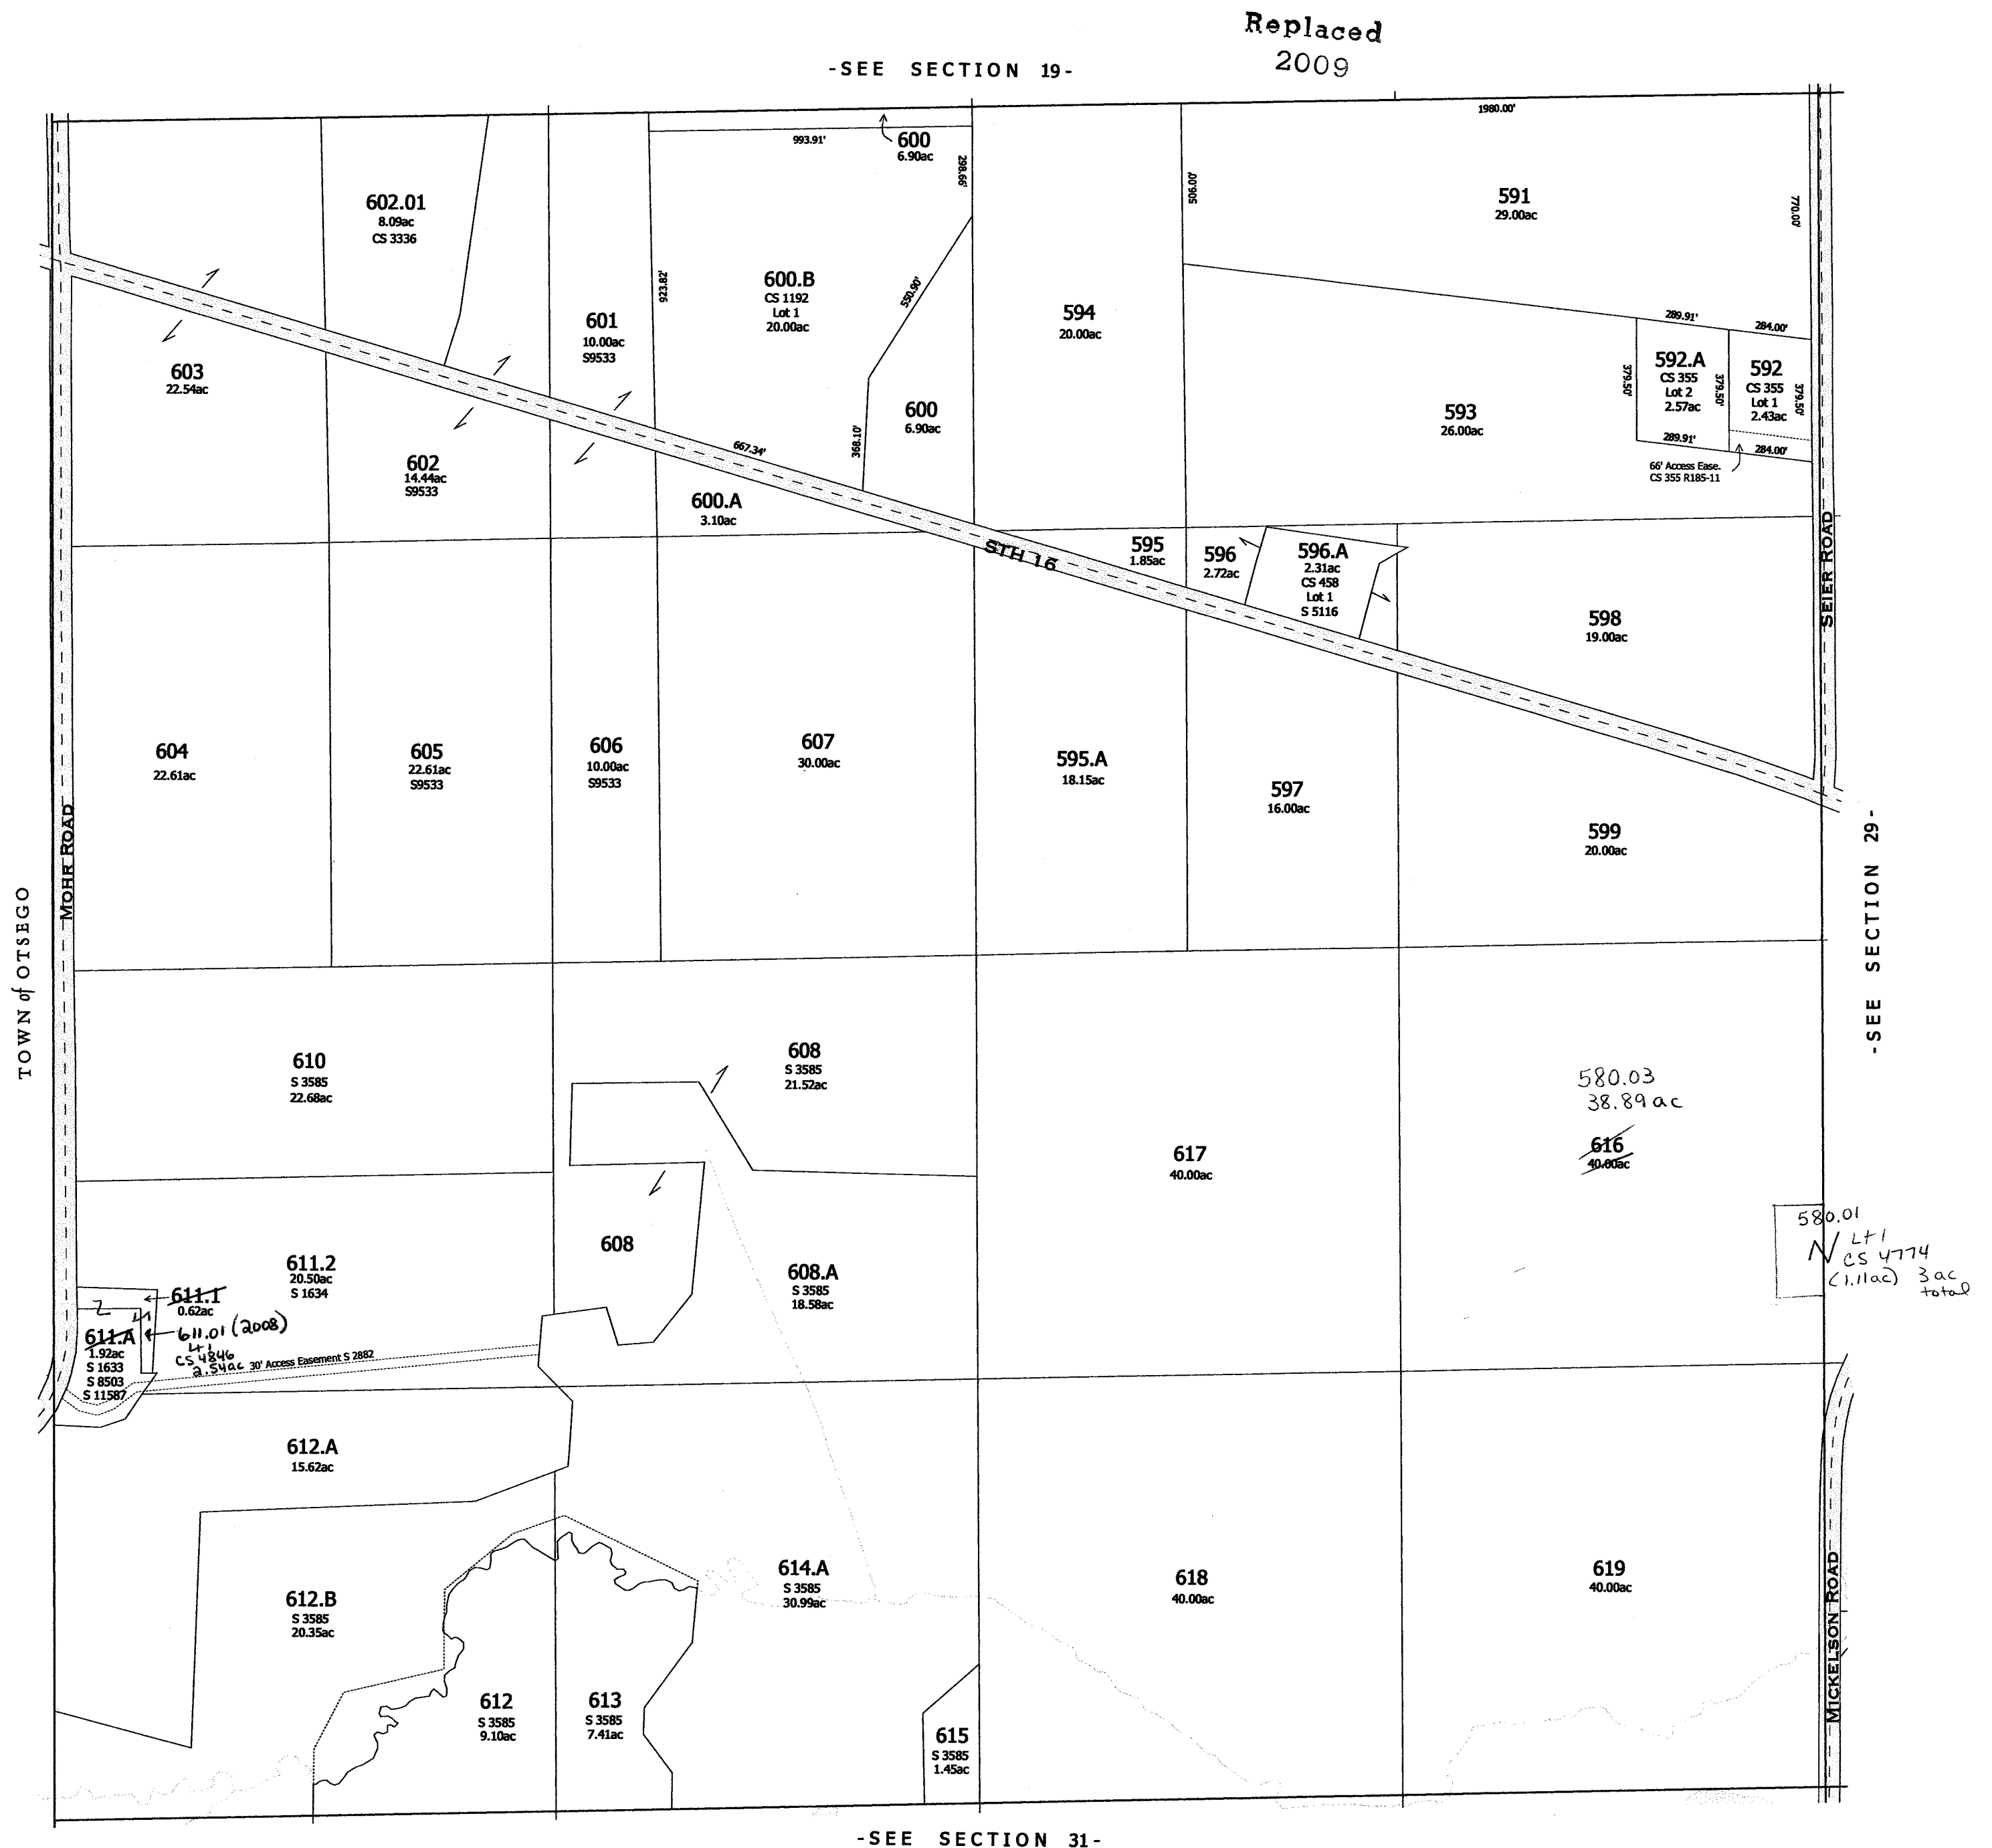 Replaced
2009
-SEE SECTION 19-
1980.00'
993.91'
600
6.90ac
298.66'
602.01
8.09ac
CS 3336
506.00'
591
29.00ac
770.00'
923.82'
600.B
CS 1192
Lot 1
20.00ac
550.90'
601
10.00ac
S9533
594
20.00ac
289.91'
284.00'
603
22.54ac
379.50'
592.A
CS 355
Lot 2
2.57ac
379.50'
592
CS 355
Lot 1
2.43ac
379.50'
600
6.90ac
593
26.00ac
368.10'
667.34'
289.91'
284.00'
66' Access Ease.
CS 355 R185-11
602
14.44ac
S9533
600.A
3.10ac
STH 16
595
1.85ac
596
2.72ac
596.A
2.31ac
CS 458
Lot 1
S 5116
SEIER ROAD
598
19.00ac
604
22.61ac
605
22.61ac
S9533
606
10.00ac
S9533
607
30.00ac
595.A
18.15ac
597
16.00ac
599
20.00ac
MOHR ROAD
TOWN of OTSEGO
-SEE SECTION 29-
610
S 3585
22.68ac
608
S 3585
21.52ac
580.03
38.89 ac
616
40.00ac
617
40.00ac
580.01
Lt 1
CS 4774
(1.11ac) 3 ac
total
608
611.2
20.50ac
S 1634
608.A
S 3585
18.58ac
611.1
0.62ac
2
611.01 (2008)
Lt 1
CS 4846
2.54ac
611.A
1.92ac
S 1633
S 8503
S 11587
30' Access Easement S 2882
612.A
15.62ac
612.B
S 3585
20.35ac
614.A
S 3585
30.99ac
618
40.00ac
619
40.00ac
MICKELSON ROAD
612
S 3585
9.10ac
613
S 3585
7.41ac
615
S 3585
1.45ac
-SEE SECTION 31-